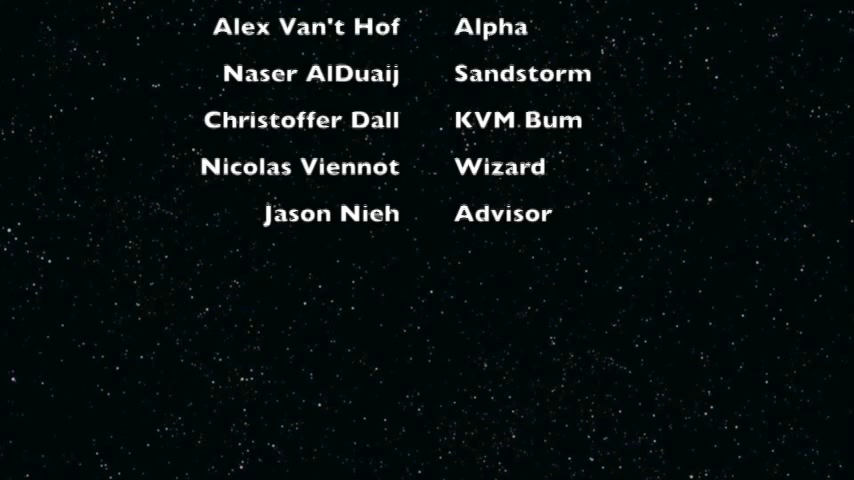 Alex Van't Hof Alpha
Naser AlDuaij Sandstorm
Christoffer Dall KVM Bum
Nicolas Viennot Wizard
Jason Nieh Advisor